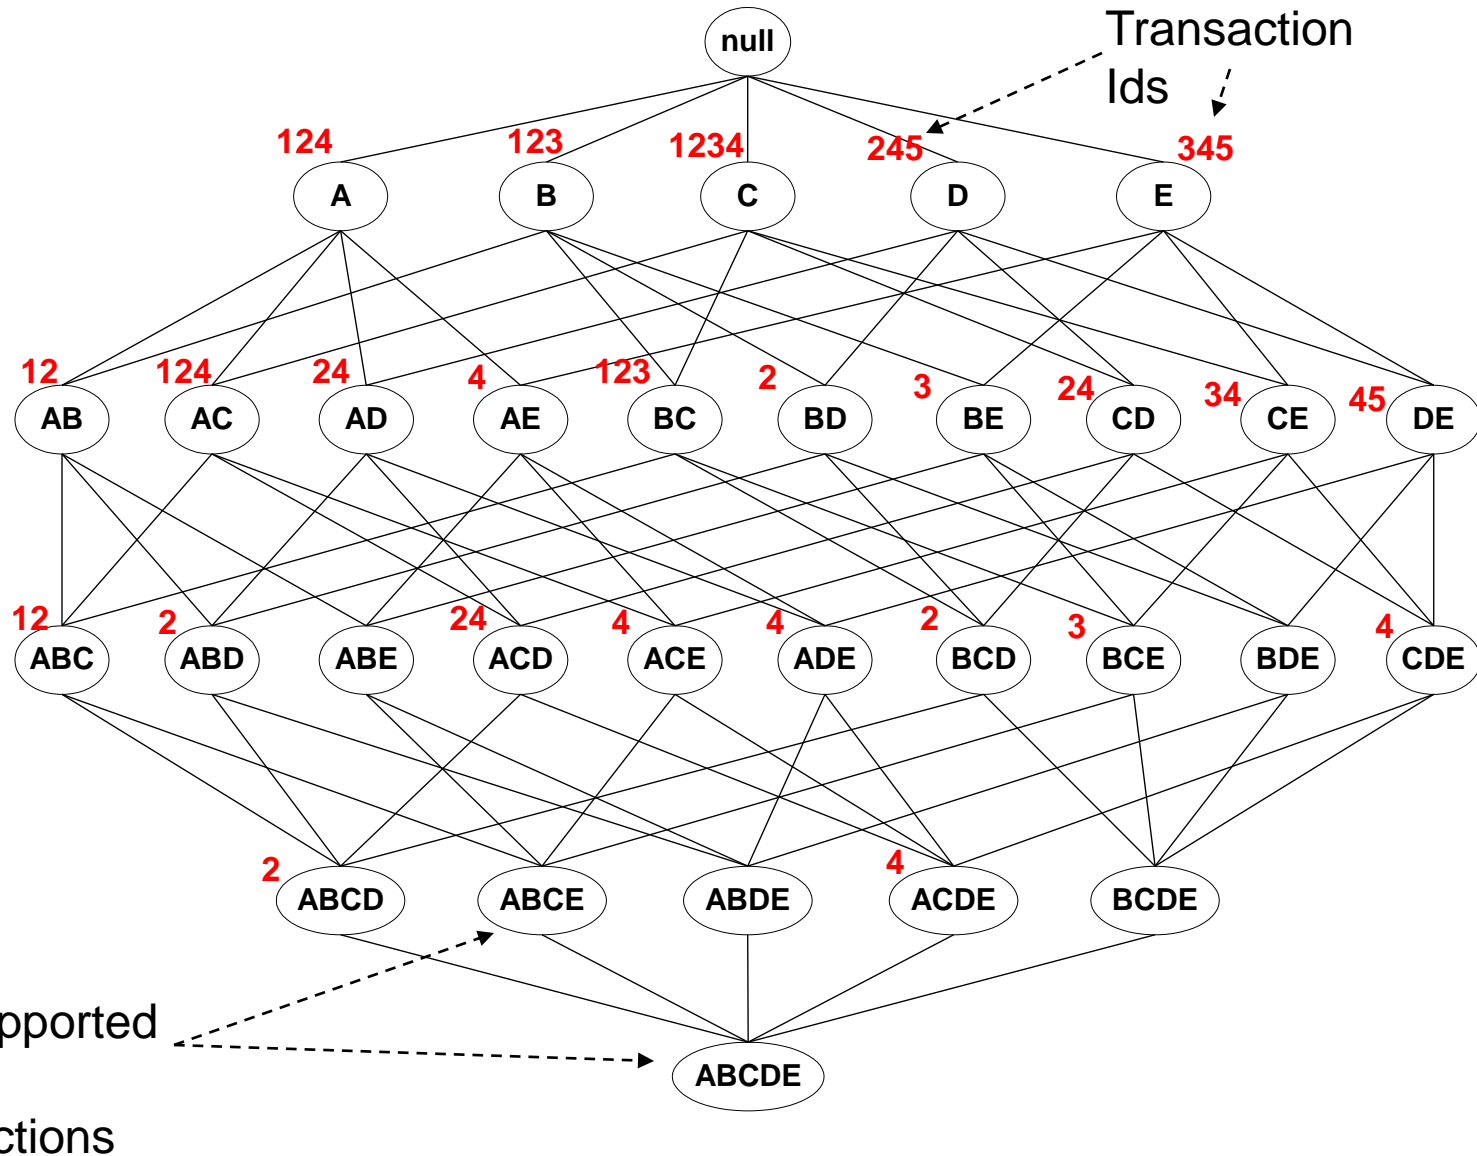 null
Transaction
Ids
124 123 1234 245 345
A B C D E
12 124 24 4 123 2 3 24 34 45
AB AC AD AE BC BD BE CD CE DE
12 2 24 4 4 2 3 4
ABC ABD ABE ACD ACE ADE BCD BCE BDE CDE
2 4
ABCD ABCE ABDE ACDE BCDE
pported
ABCDE
ctions